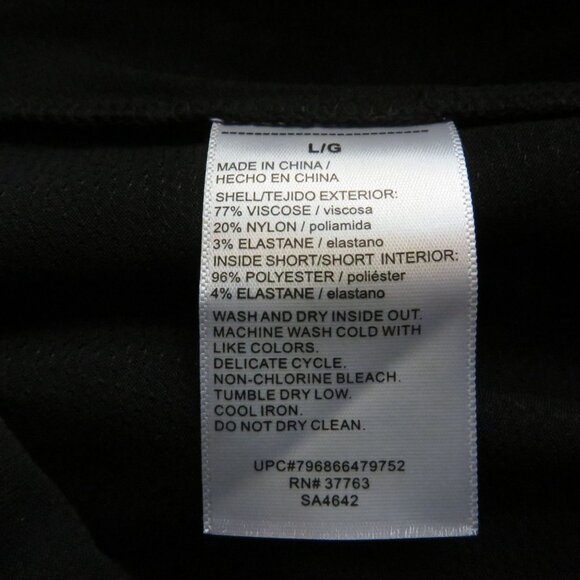 L/G
MADE IN CHINA /
HECHO EN CHINA
SHELL/TEJIDO EXTERIOR:
77% VISCOSE / viscosa
20% NYLON / poliamida
3% ELASTANE / elastano
INSIDE SHORT/SHORT INTERIOR:
96% POLYESTER / poliéster
4% ELASTANE / elastano
WASH AND DRY INSIDE OUT.
MACHINE WASH COLD WITH
LIKE COLORS.
DELICATE CYCLE.
NON-CHLORINE BLEACH.
TUMBLE DRY LOW.
COOL IRON.
DO NOT DRY CLEAN.
UPC#796866479752
RN# 37763
SA4642